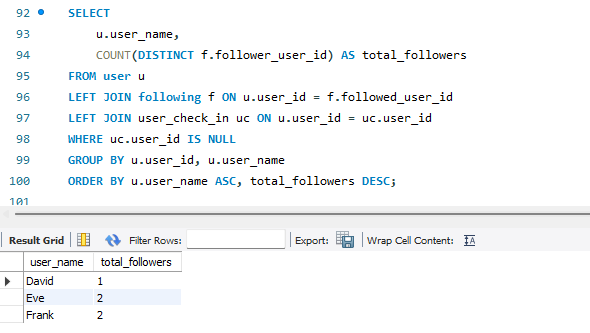 92 SELECT
93 u.user_name,
94 COUNT(DISTINCT f.follower_user_id) AS total_followers
95 FROM user u
96 LEFT JOIN following f ON u.user_id = f.followed_user_id
97 LEFT JOIN user_check_in uc ON u.user_id = uc.user_id
98 WHERE uc.user_id IS NULL
99 GROUP BY u.user_id, u.user_name
100 ORDER BY u.user_name ASC, total_followers DESC;
101
Result Grid Filter Rows: Export: Wrap Cell Content: IA
user_name total_followers
David 1
Eve 2
Frank 2